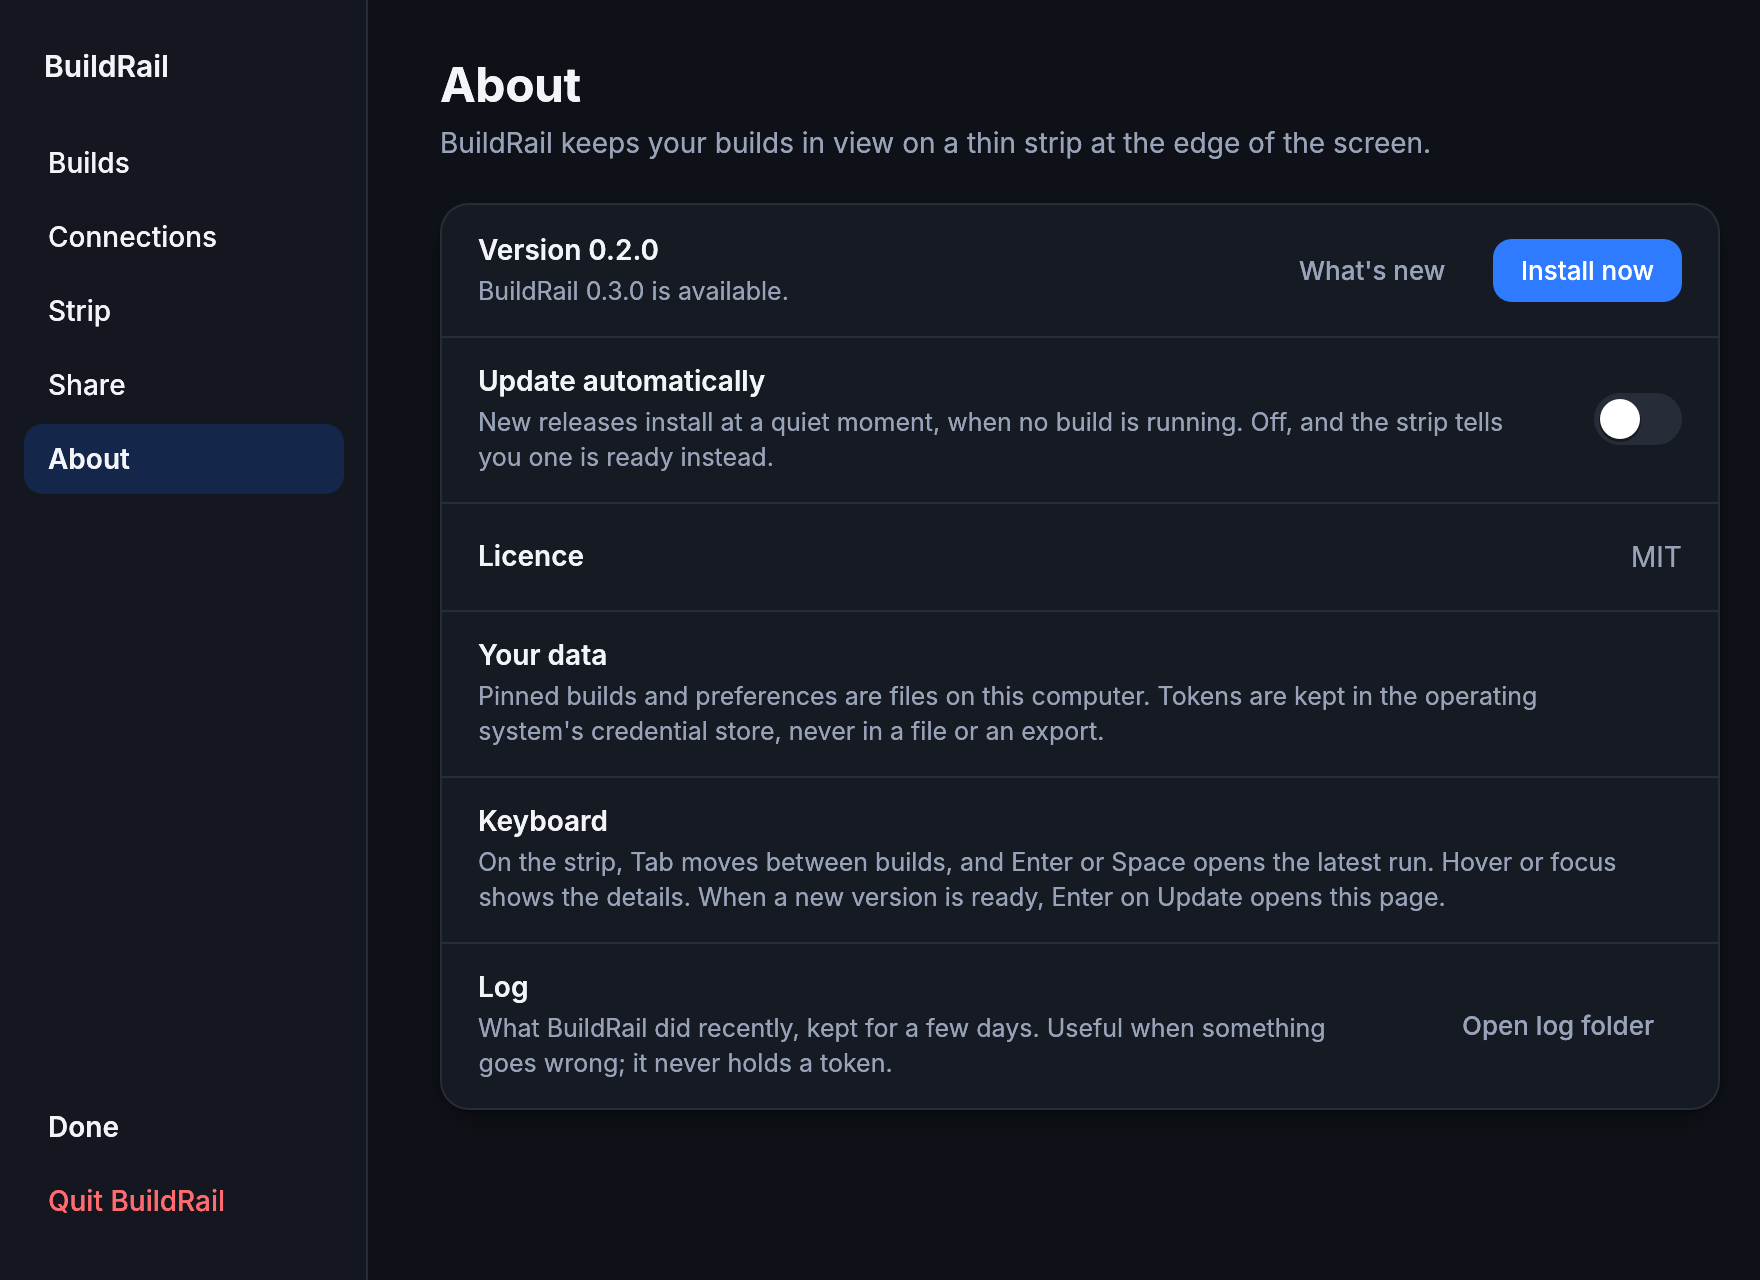 BuildRail
Builds
Connections
Strip
Share
About
Done
Quit BuildRail
About
BuildRail keeps your builds in view on a thin strip at the edge of the screen.
Version 0.2.0
BuildRail 0.3.0 is available.
What's new
Install now
Update automatically
New releases install at a quiet moment, when no build is running. Off, and the strip tells
you one is ready instead.
Licence
MIT
Your data
Pinned builds and preferences are files on this computer. Tokens are kept in the operating
system's credential store, never in a file or an export.
Keyboard
On the strip, Tab moves between builds, and Enter or Space opens the latest run. Hover or focus
shows the details. When a new version is ready, Enter on Update opens this page.
Log
What BuildRail did recently, kept for a few days. Useful when something
goes wrong; it never holds a token.
Open log folder